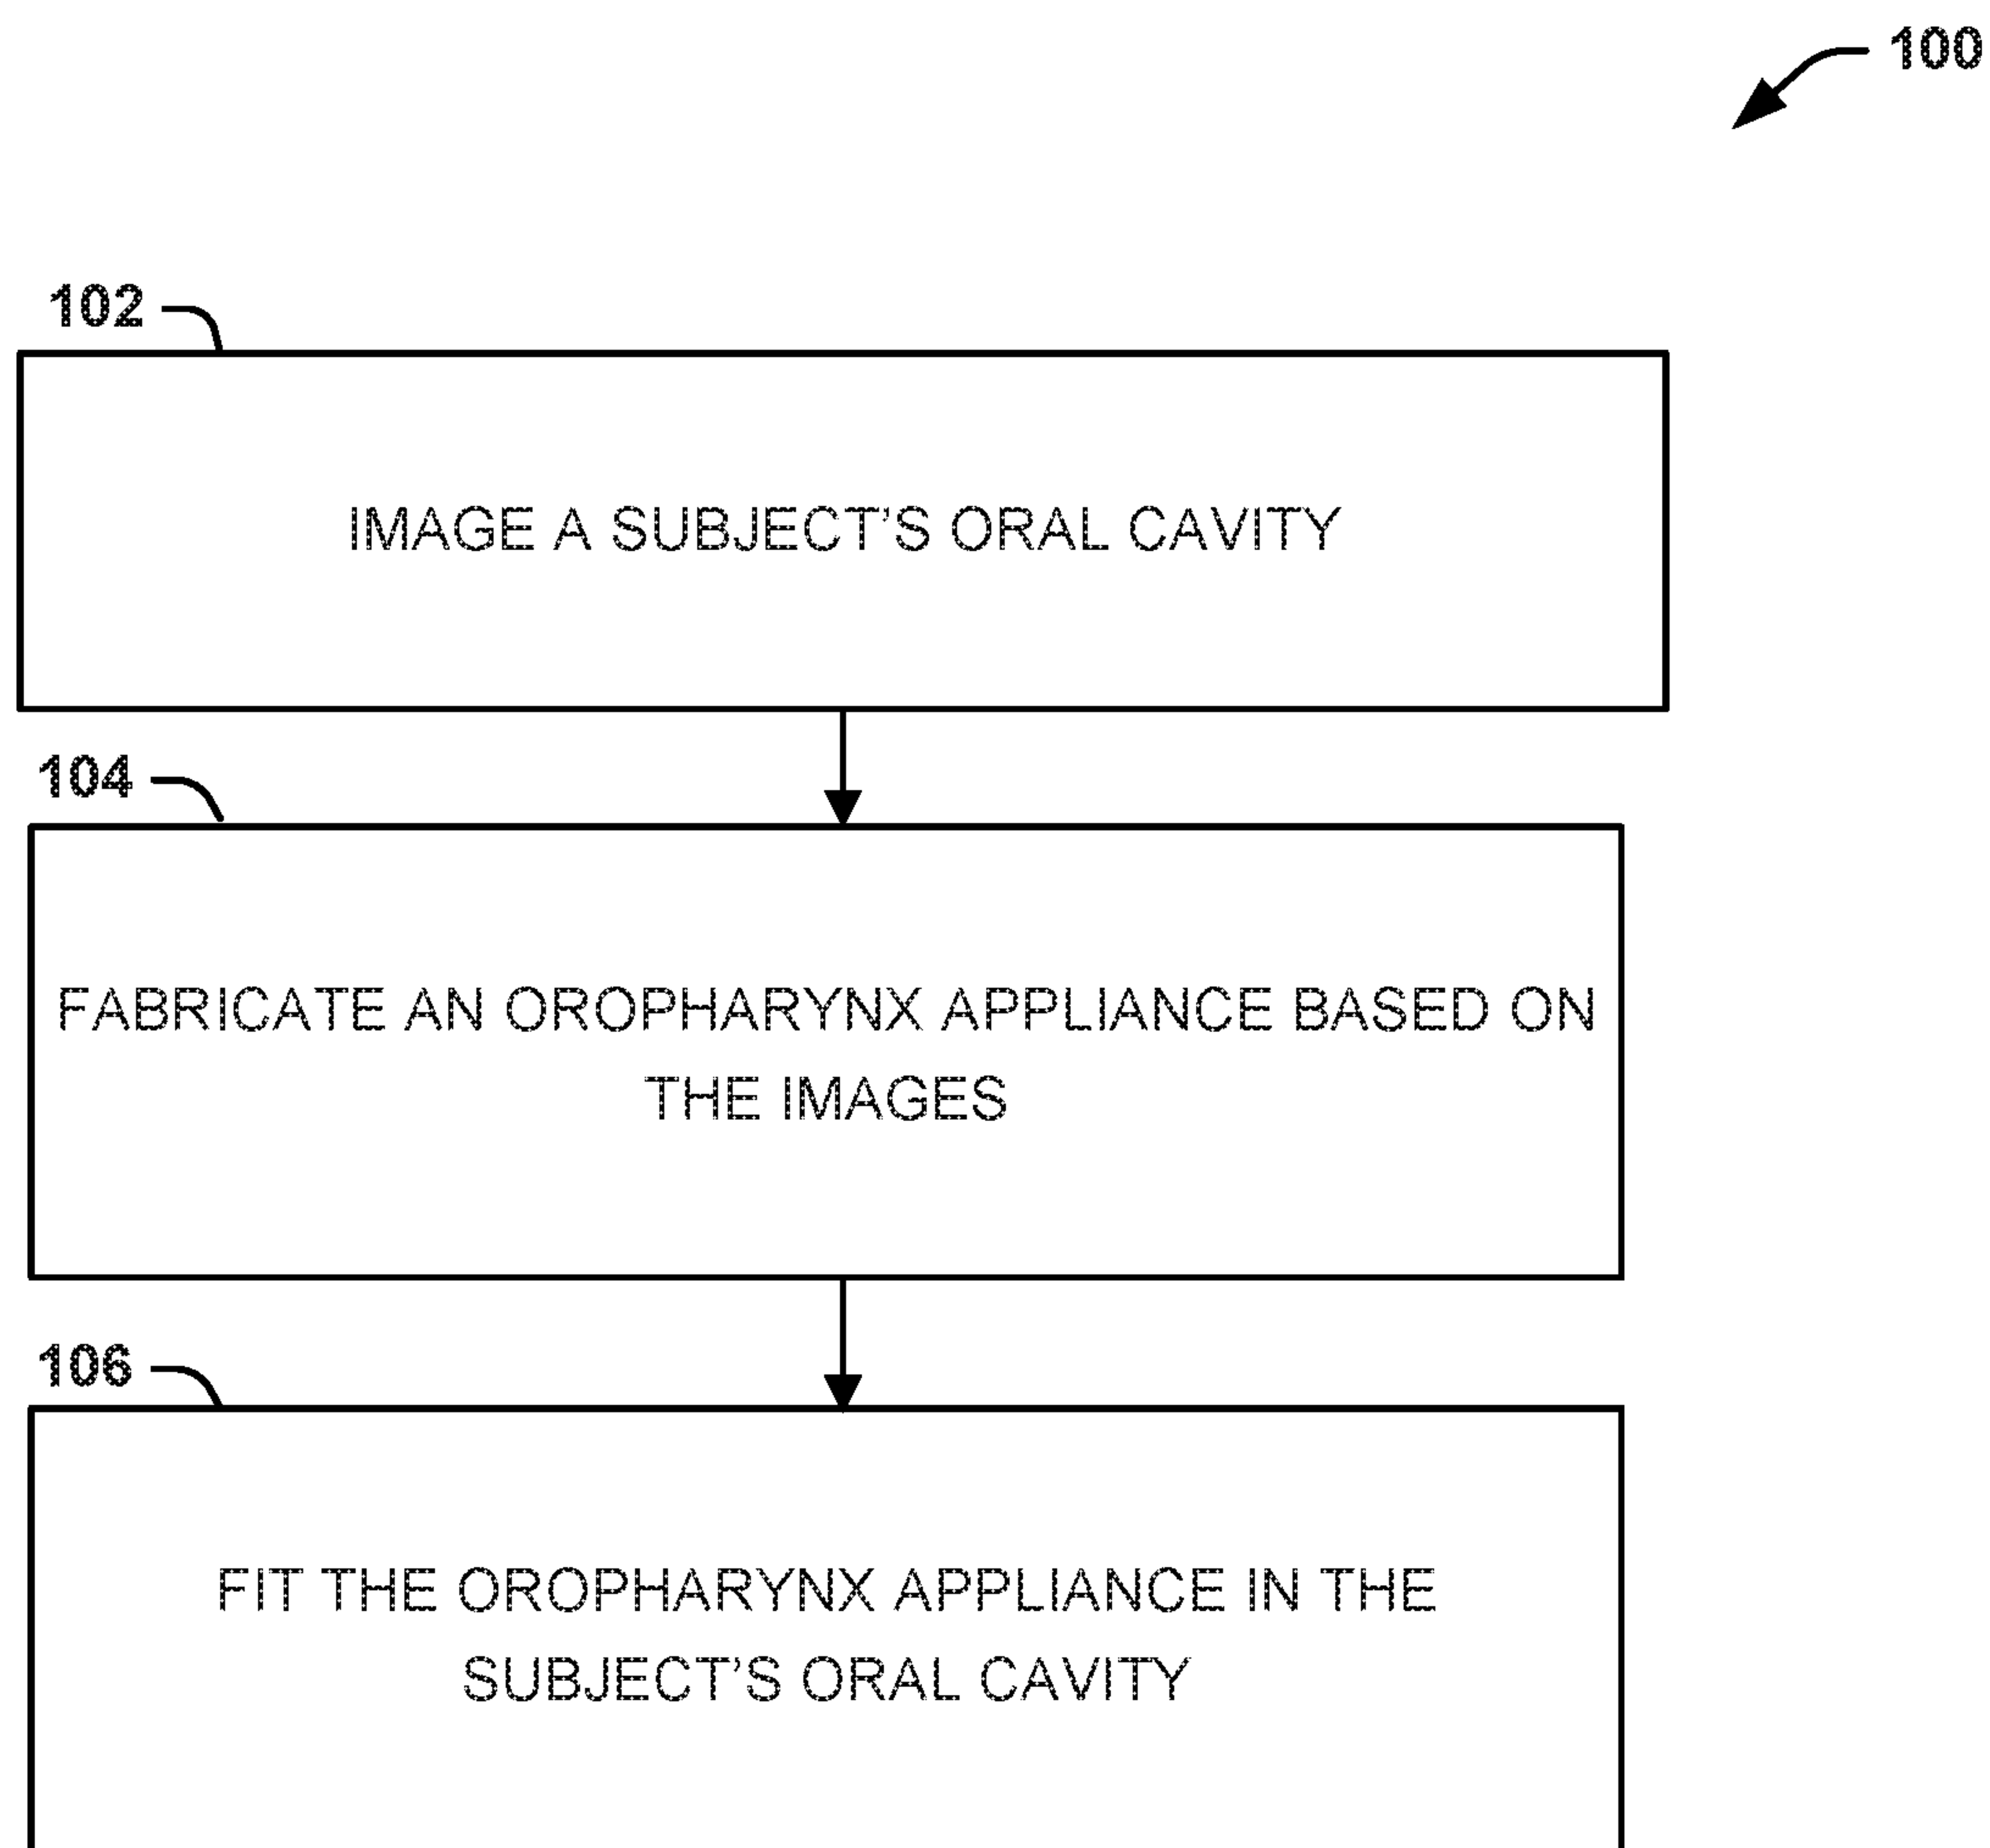 100
102
IMAGE A SUBJECT'S ORAL CAVITY
104
FABRICATE AN OROPHARYNX APPLIANCE BASED ON
THE IMAGES
106
FIT THE OROPHARYNX APPLIANCE IN THE
SUBJECT'S ORAL CAVITY